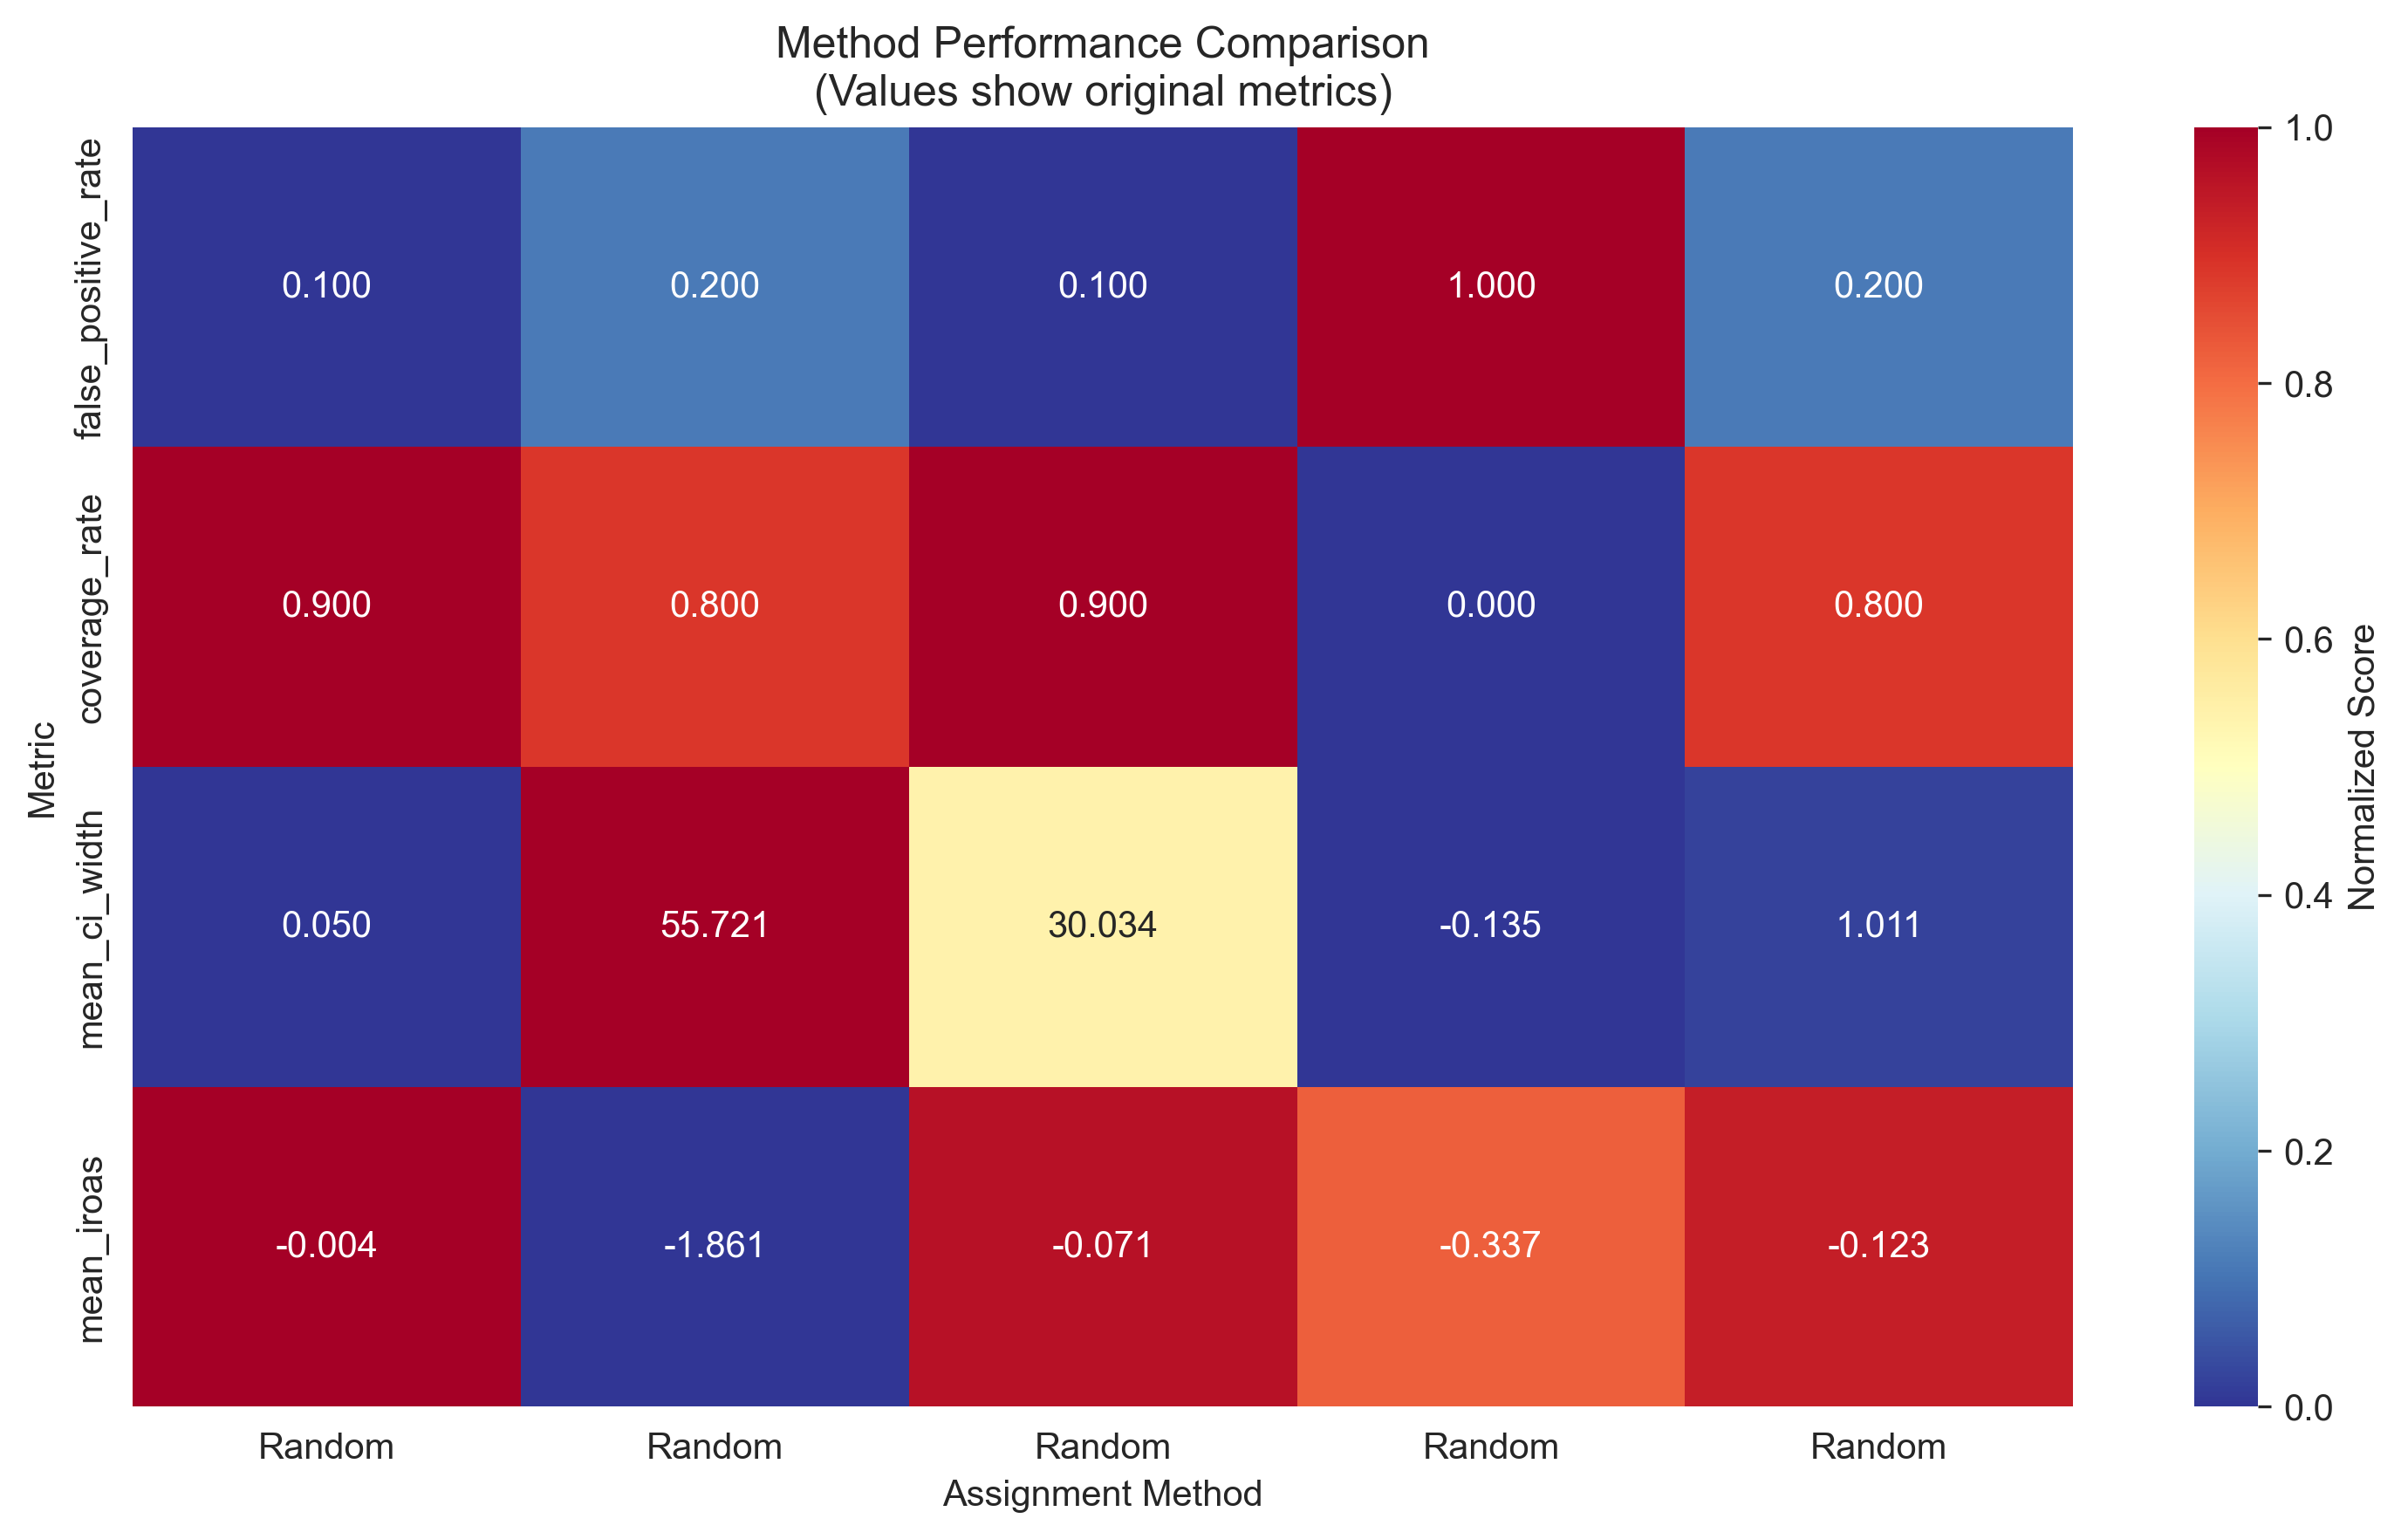 Method Performance Comparison
(Values show original metrics)
Metric
false_positive_rate
0.100 0.200 0.100 1.000 0.200
coverage_rate
0.900 0.800 0.900 0.000 0.800
mean_ci_width
0.050 55.721 30.034 -0.135 1.011
mean_iroas
-0.004 -1.861 -0.071 -0.337 -0.123
Random Random Random Random Random
Assignment Method
1.0
0.8
0.6
0.4
0.2
0.0
Normalized Score